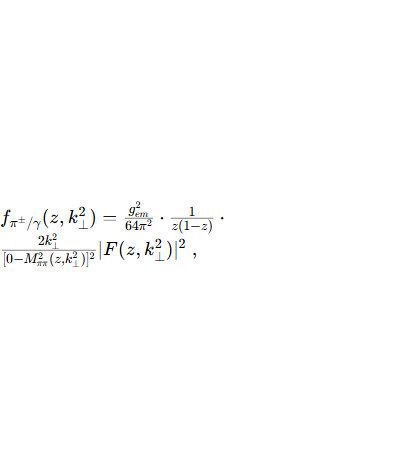 $f_{\pi^{\pm}/\gamma}(z, k_{\perp}^2) = \frac{g_{em}^2}{64\pi^2} \cdot \frac{1}{z(1-z)} \cdot$
$\frac{2k_{\perp}^2}{[0-M_{\pi\pi}^2(z,k_{\perp}^2)]^2} |F(z, k_{\perp}^2)|^2 \ ,$